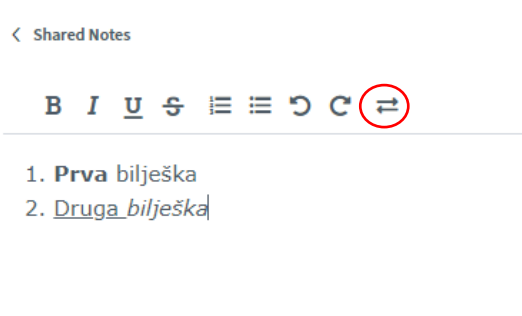 Shared Notes
B I U S
1. Prva bilješka
2. Druga bilješka